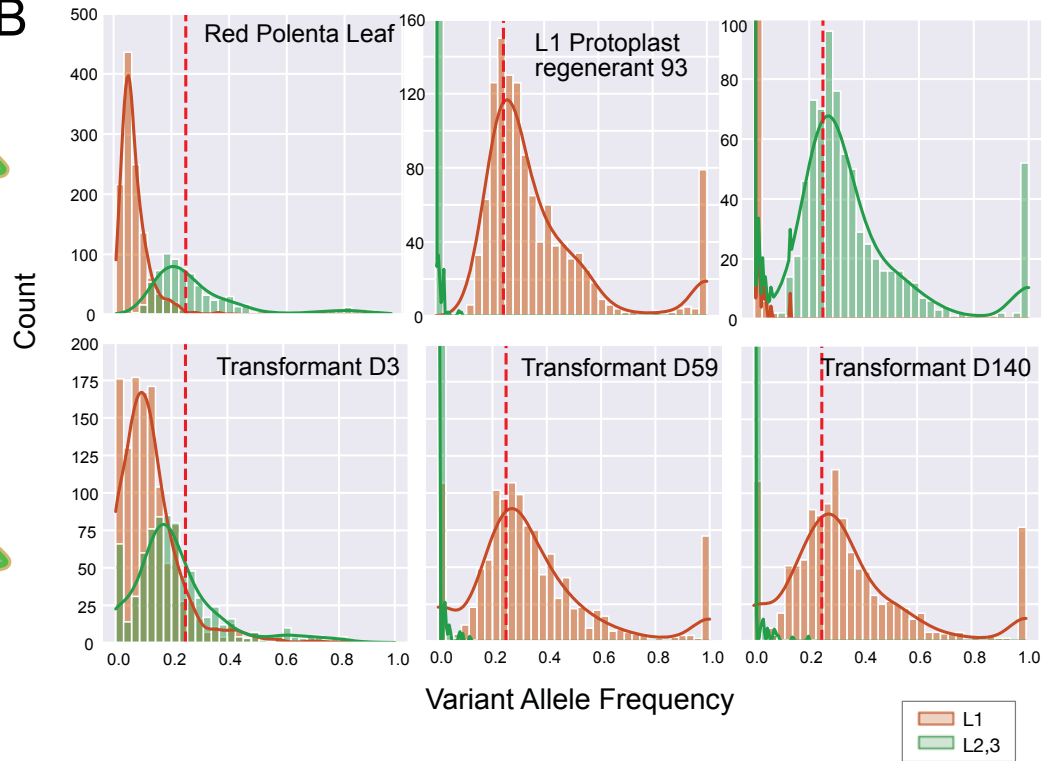 B
500
400
300
200
100
0
Red Polenta Leaf
160
120
80
40
0
L1 Protoplast
regenerant 93
100
80
60
40
20
0
Count
200
175
150
125
100
75
50
25
0
Transformant D3
Transformant D59
Transformant D140
0.0 0.2 0.4 0.6 0.8 1.0
0.0 0.2 0.4 0.6 0.8 1.0
0.0 0.2 0.4 0.6 0.8 1.0
Variant Allele Frequency
L1
L2,3